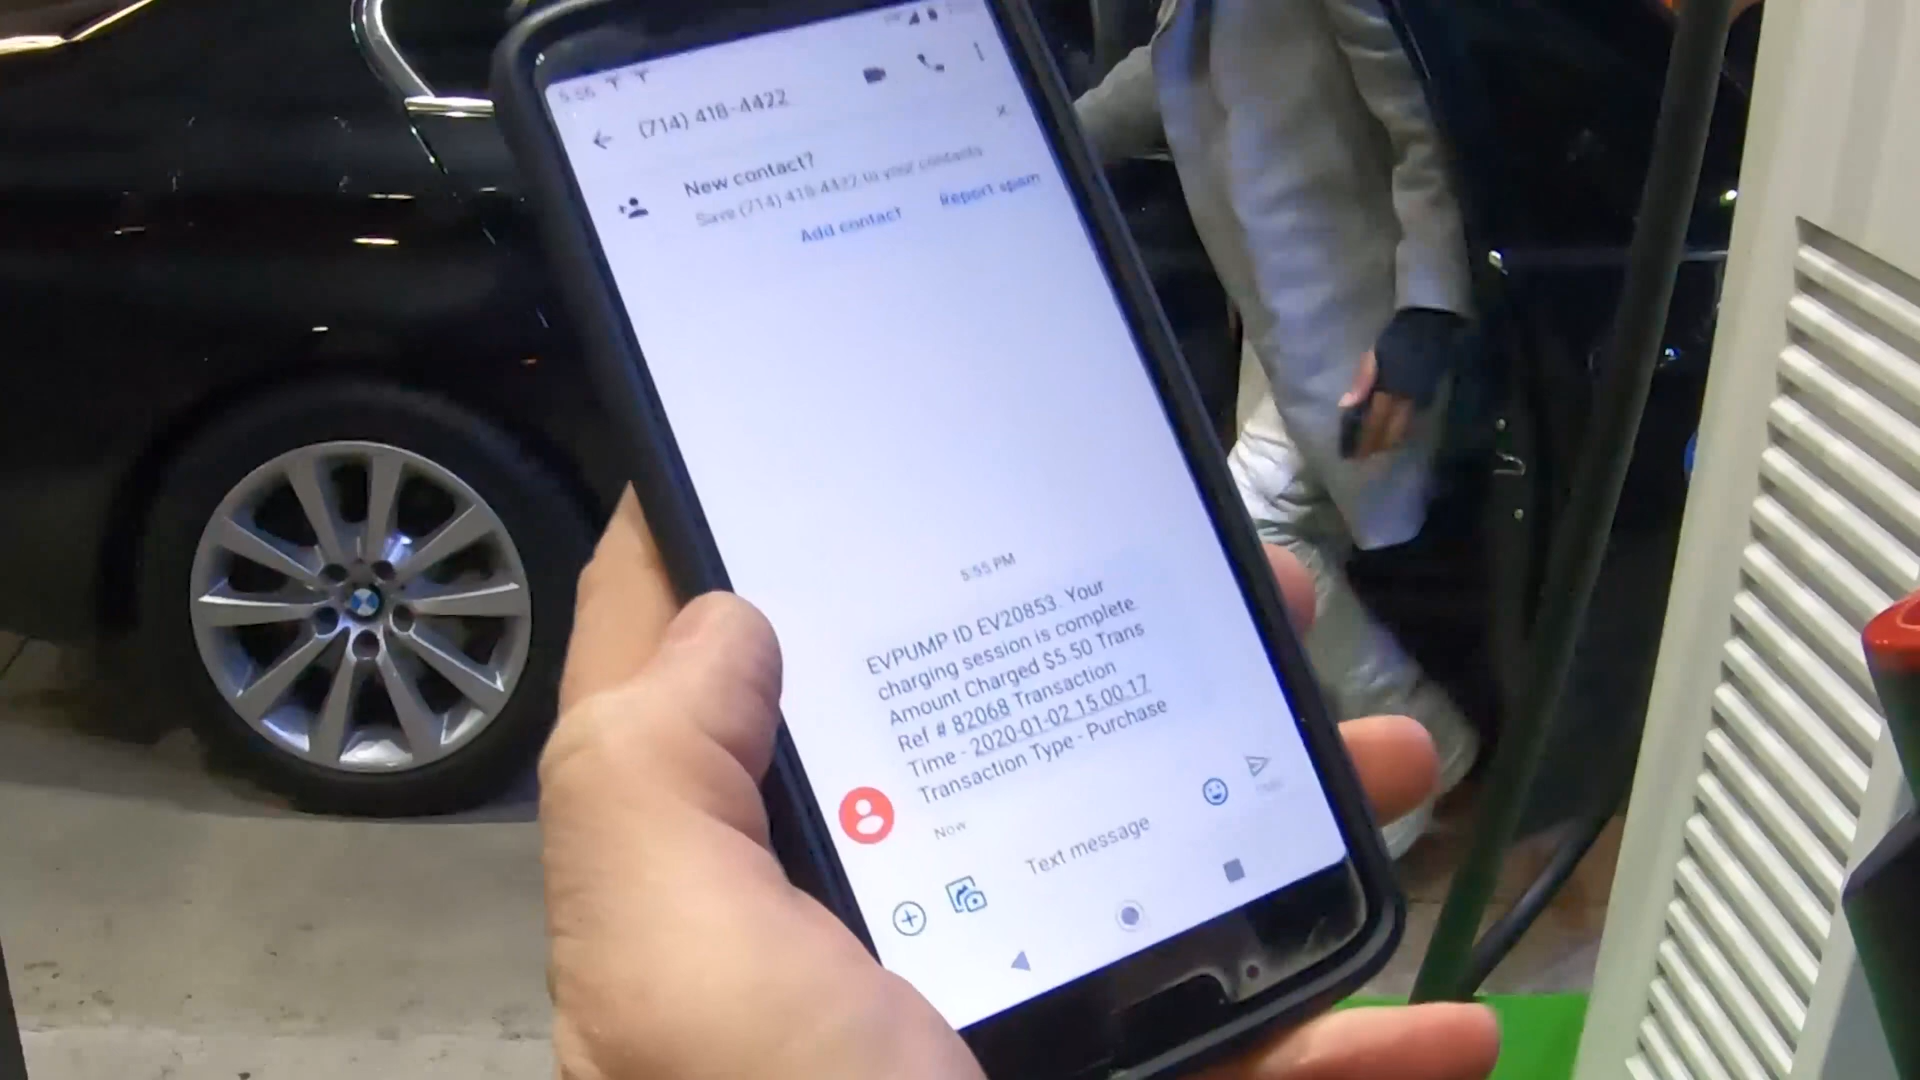 5:55
(714) 418-4422
New contact?
Save (714) 418-4422 to your contacts
Add contact Report spam
5:55 PM
EVPUMP ID EV20853. Your
charging session is complete.
Amount Charged $5.50 Trans
Ref # 82068 Transaction
Time - 2020-01-02 15:00:17
Transaction Type - Purchase
Now
Text message